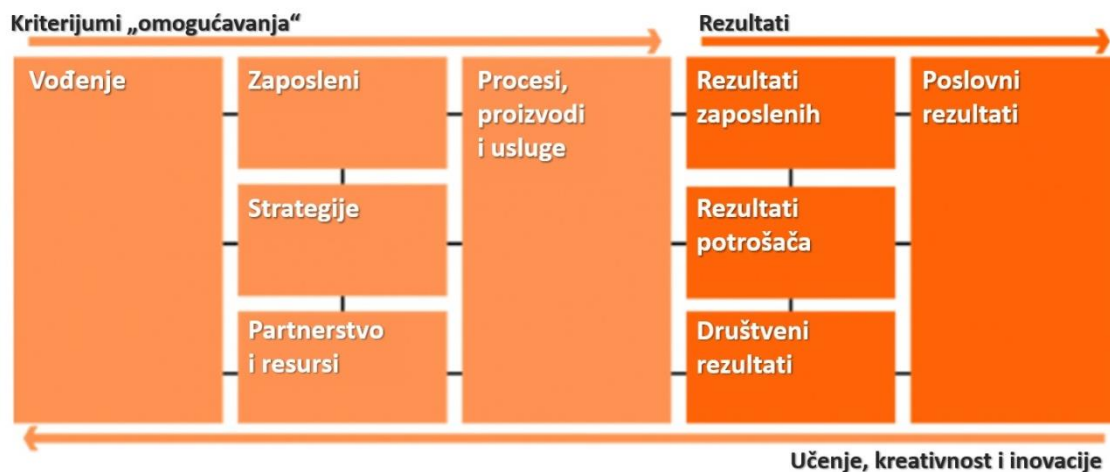 Kriterijumi „omogućavanja“
Rezultati
Vođenje
Zaposleni
Procesi,
proizvodi
i usluge
Rezultati
zaposlenih
Poslovni
rezultati
Strategije
Rezultati
potrošača
Partnerstvo
i resursi
Društveni
rezultati
Učenje, kreativnost i inovacije